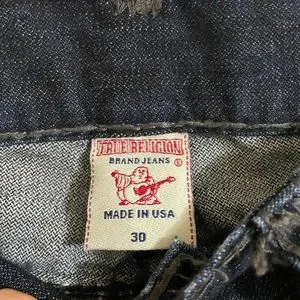 TRUE RELIGION
BRAND JEANS ®
MADE IN USA
30